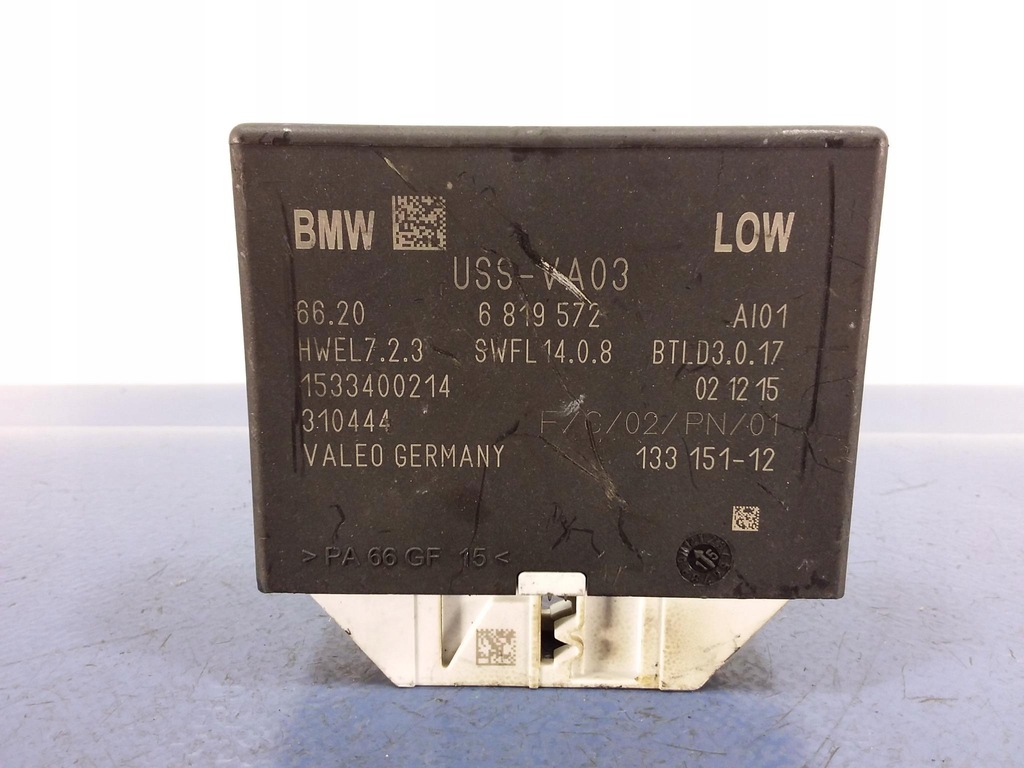 BMW LOW
USS-VA03
66.20 6 819 572 AI01
HWEL7.2.3 SWFL14.0.8 BTLD3.0.17
1533400214 02 12 15
310444 F/C/02/PN/01
VALEO GERMANY 133 151-12
>PA 66 GF 15<
15